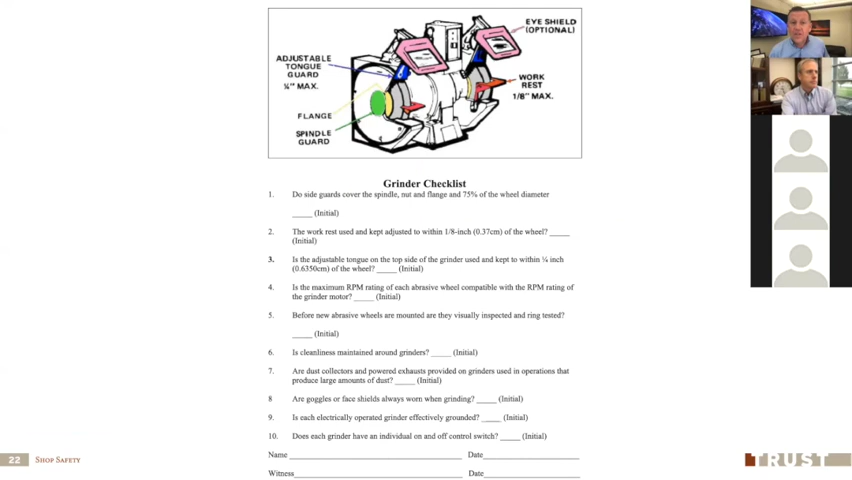 EYE SHIELD
(OPTIONAL)
ADJUSTABLE
TONGUE
GUARD
¼" MAX.
WORK
REST
1/8" MAX.
FLANGE
SPINDLE
GUARD
Grinder Checklist
1. Do side guards cover the spindle, nut and flange and 75% of the wheel diameter
_____ (Initial)
2. The work rest used and kept adjusted to within 1/8-inch (0.37cm) of the wheel? _____
(Initial)
3. Is the adjustable tongue on the top side of the grinder used and kept to within ¼ inch
(0.6350cm) of the wheel? _____ (Initial)
4. Is the maximum RPM rating of each abrasive wheel compatible with the RPM rating of
the grinder motor? _____ (Initial)
5. Before new abrasive wheels are mounted are they visually inspected and ring tested?
_____ (Initial)
6. Is cleanliness maintained around grinders? _____ (Initial)
7. Are dust collectors and powered exhausts provided on grinders used in operations that
produce large amounts of dust? _____ (Initial)
8 Are goggles or face shields always worn when grinding? _____ (Initial)
9. Is each electrically operated grinder effectively grounded? _____ (Initial)
10. Does each grinder have an individual on and off control switch? _____ (Initial)
Name ____________________ Date____________________
Witness____________________ Date____________________
22 SHOP SAFETY
TRUST